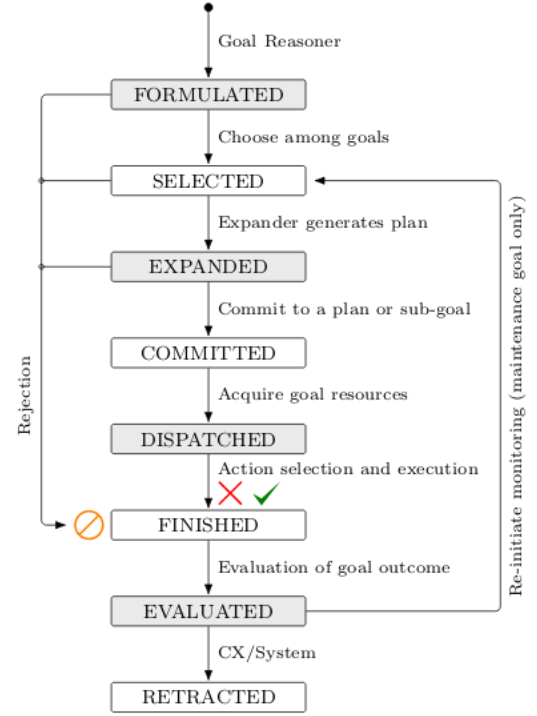 Goal Reasoner
FORMULATED
Choose among goals
SELECTED
Expander generates plan
EXPANDED
Commit to a plan or sub-goal
COMMITTED
Acquire goal resources
DISPATCHED
Action selection and execution
FINISHED
Evaluation of goal outcome
EVALUATED
CX/System
RETRACTED
Rejection
Re-initiate monitoring (maintenance goal only)